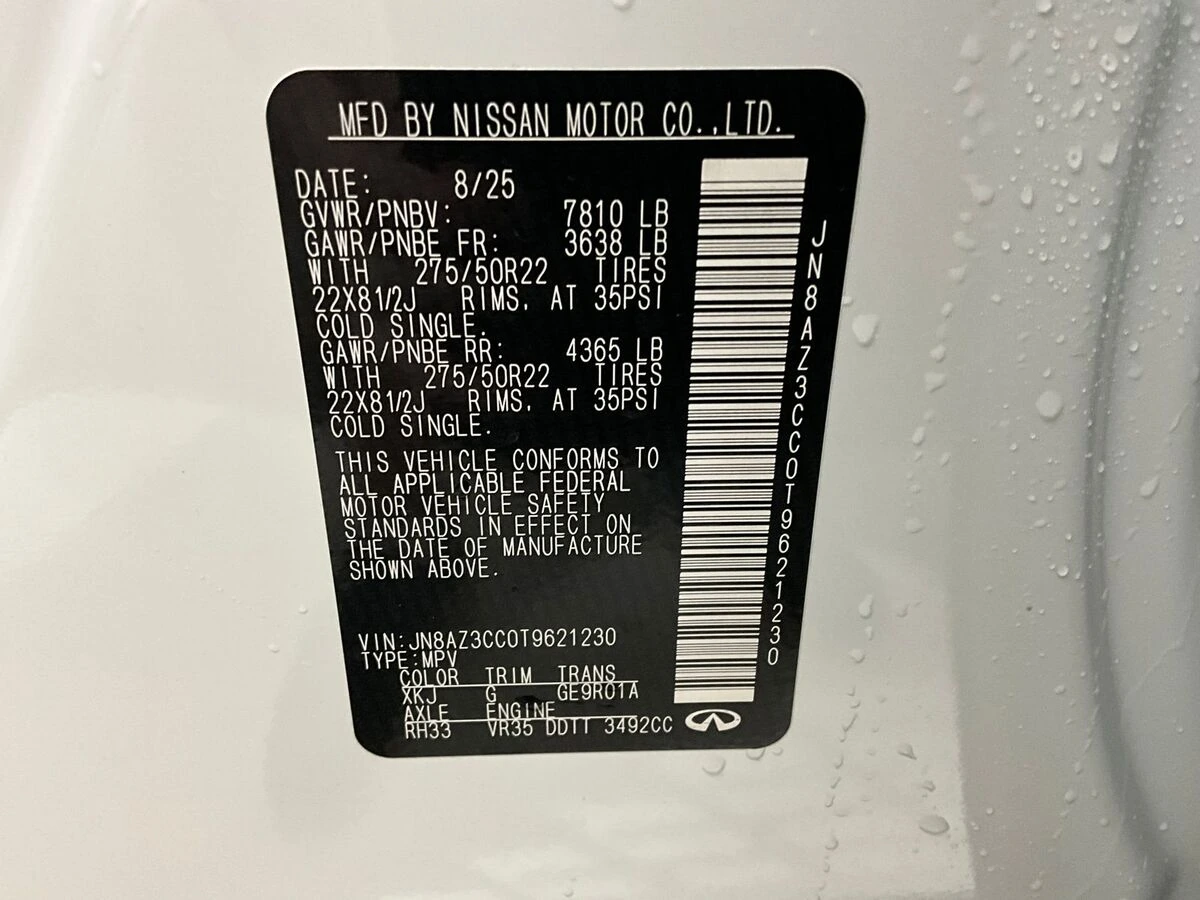 MFD BY NISSAN MOTOR CO.,LTD.
DATE: 8/25
GVWR/PNBV: 7810 LB
GAWR/PNBE FR: 3638 LB
WITH 275/50R22 TIRES
22X81/2J RIMS, AT 35PSI
COLD SINGLE.
GAWR/PNBE RR: 4365 LB
WITH 275/50R22 TIRES
22X81/2J RIMS, AT 35PSI
COLD SINGLE.
THIS VEHICLE CONFORMS TO
ALL APPLICABLE FEDERAL
MOTOR VEHICLE SAFETY
STANDARDS IN EFFECT ON
THE DATE OF MANUFACTURE
SHOWN ABOVE.
VIN:JN8AZ3CC0T9621230
TYPE:MPV
COLOR TRIM TRANS
XKJ G GE9R01A
AXLE ENGINE
RH33 VR35 DDTT 3492CC
JN8AZ3CC0T9621230